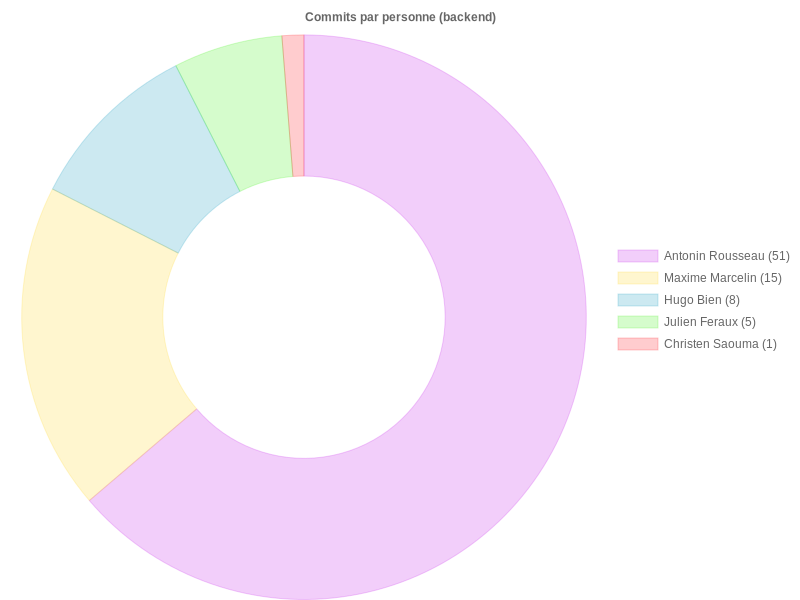 Commits par personne (backend)
Antonin Rousseau (51)
Maxime Marcelin (15)
Hugo Bien (8)
Julien Feraux (5)
Christen Saouma (1)